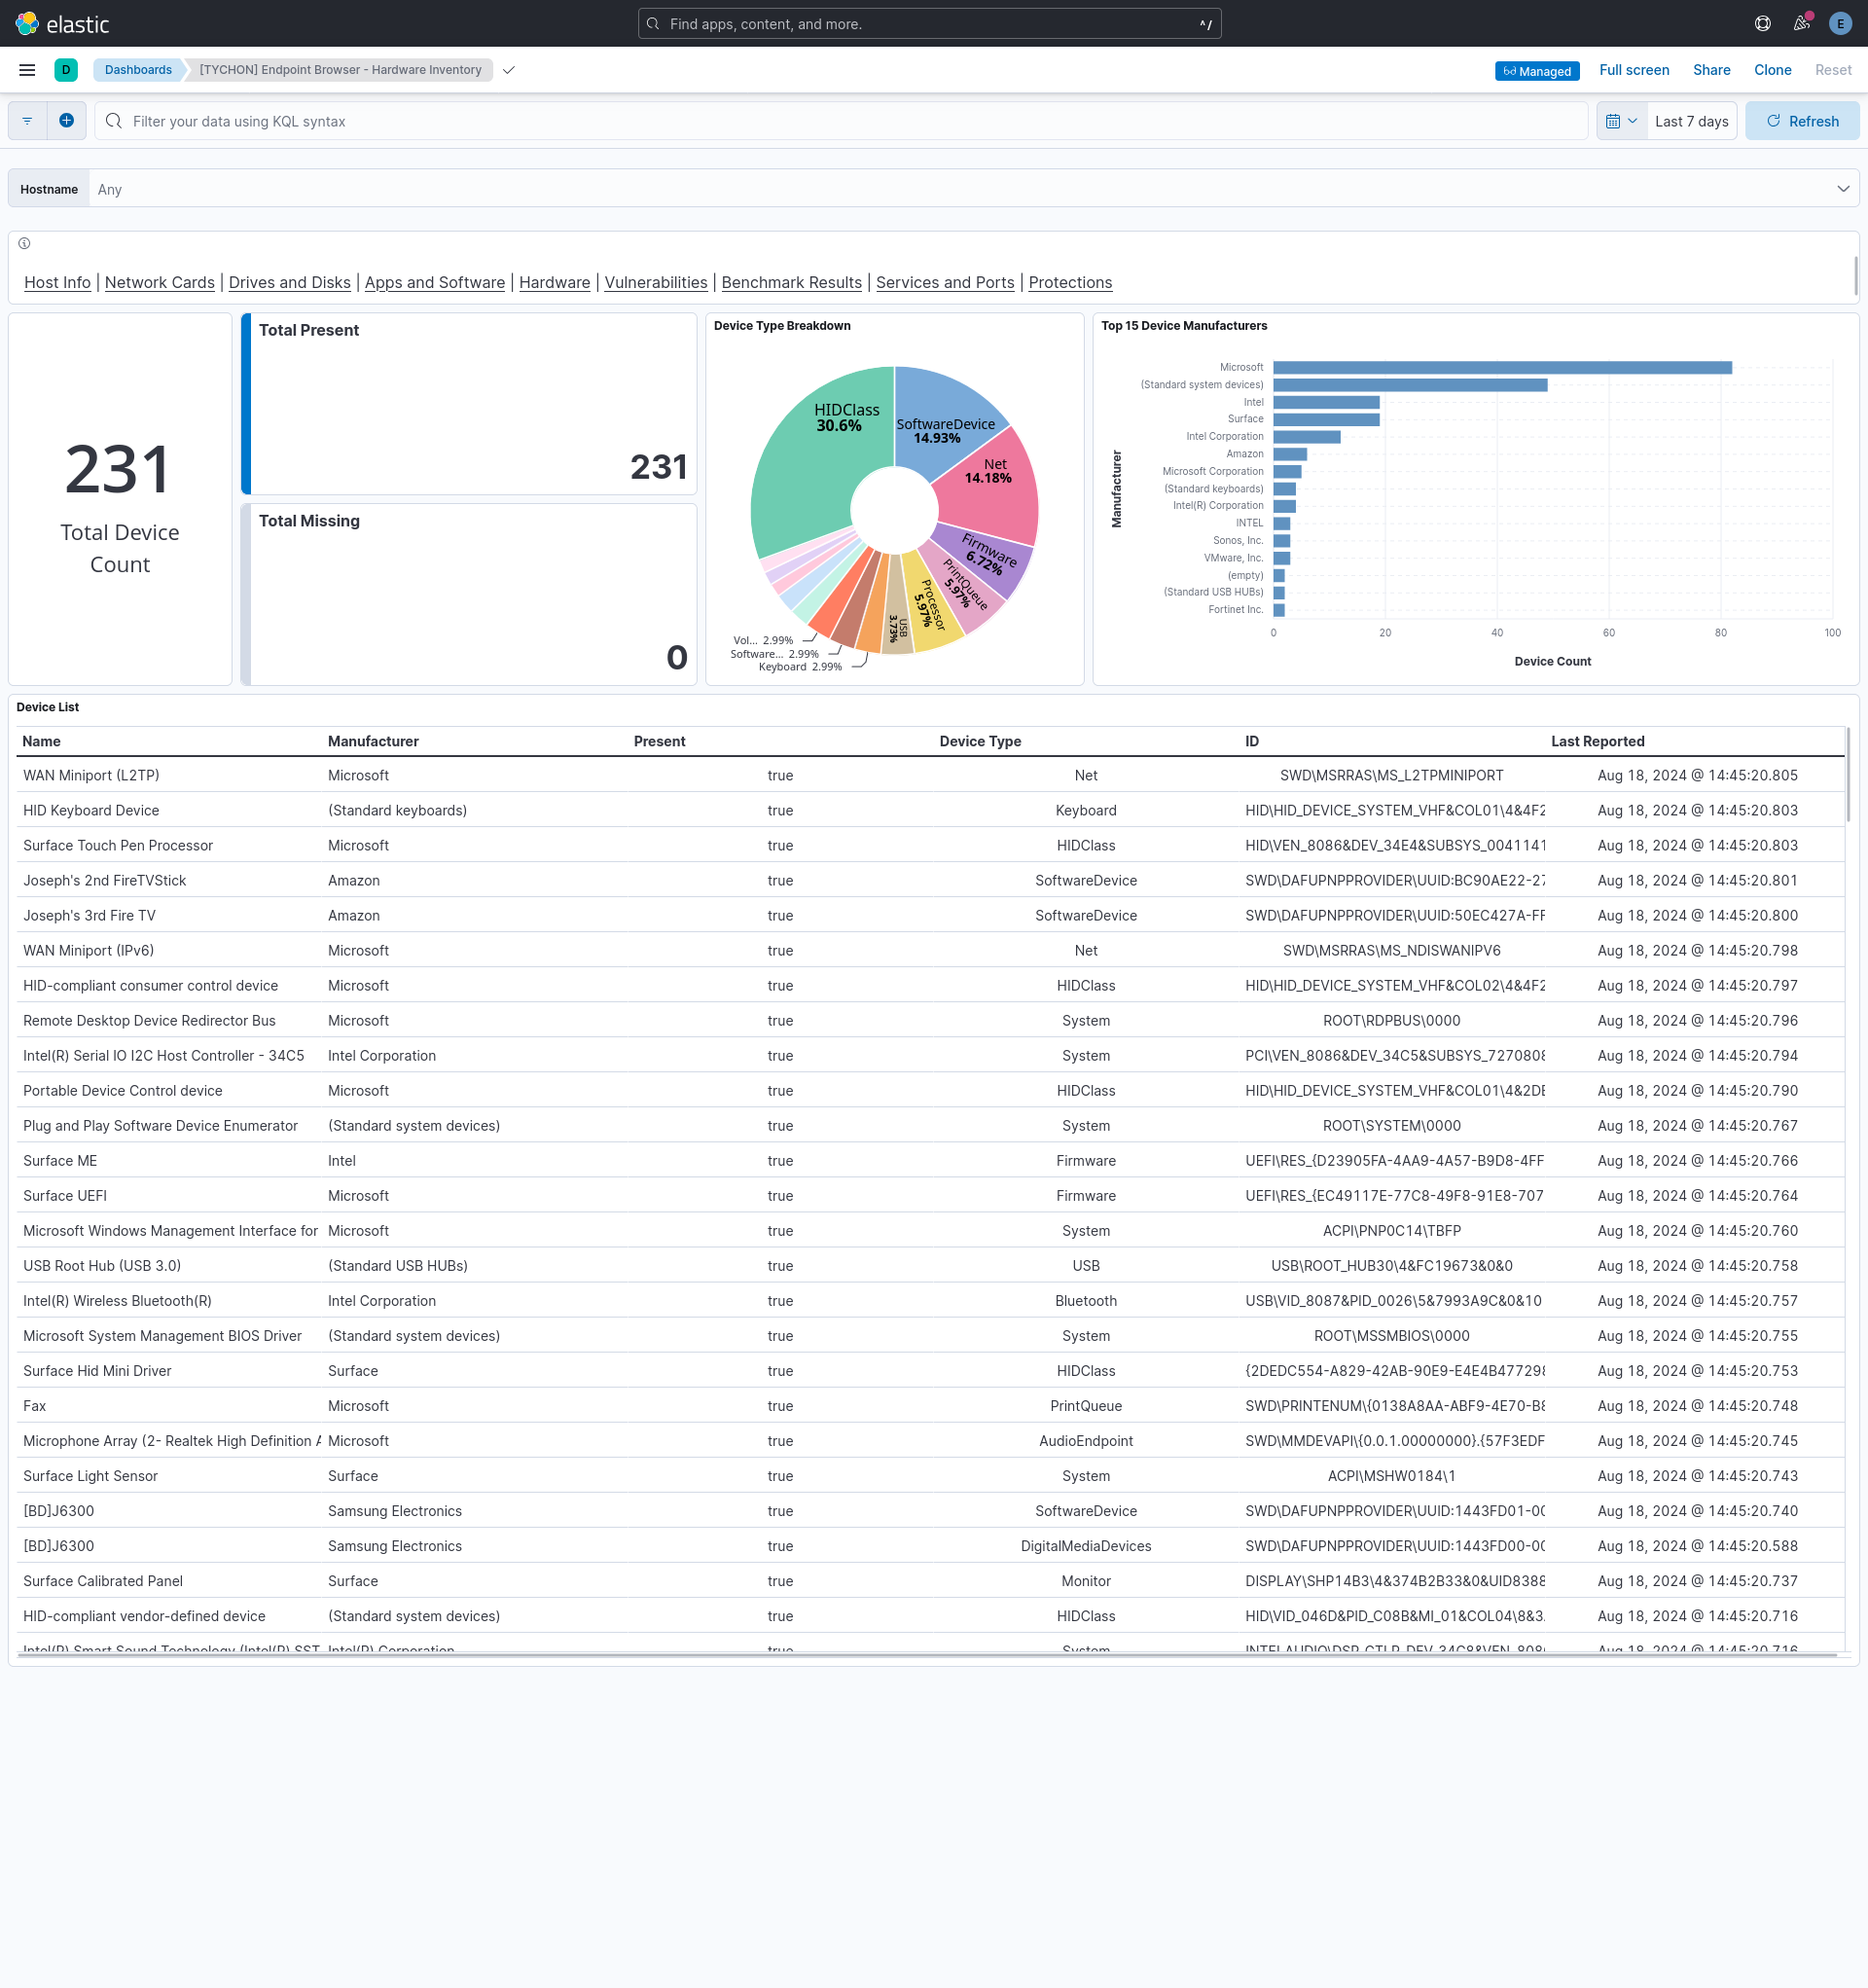 elastic
Find apps, content, and more. ^/
E
D Dashboards [TYCHON] Endpoint Browser - Hardware Inventory Managed Full screen Share Clone Reset
Filter your data using KQL syntax Last 7 days Refresh
Hostname Any
Host Info | Network Cards | Drives and Disks | Apps and Software | Hardware | Vulnerabilities | Benchmark Results | Services and Ports | Protections
231
Total Device
Count
Total Present
231
Total Missing
0
Device Type Breakdown
HIDClass
30.6%
SoftwareDevice
14.93%
Net
14.18%
Firmware
6.72%
PrintQueue
5.97%
Processor
5.97%
USB
3.73%
Vol... 2.99%
Software... 2.99%
Keyboard 2.99%
Top 15 Device Manufacturers
Manufacturer
Microsoft
(Standard system devices)
Intel
Surface
Intel Corporation
Amazon
Microsoft Corporation
(Standard keyboards)
Intel(R) Corporation
INTEL
Sonos, Inc.
VMware, Inc.
(empty)
(Standard USB HUBs)
Fortinet Inc.
0 20 40 60 80 100
Device Count
Device List
Name Manufacturer Present Device Type ID Last Reported
WAN Miniport (L2TP) Microsoft true Net SWD\MSRRAS\MS_L2TPMINIPORT Aug 18, 2024 @ 14:45:20.805
HID Keyboard Device (Standard keyboards) true Keyboard HID\HID_DEVICE_SYSTEM_VHF&COL01\4&4F2 Aug 18, 2024 @ 14:45:20.803
Surface Touch Pen Processor Microsoft true HIDClass HID\VEN_8086&DEV_34E4&SUBSYS_0041141 Aug 18, 2024 @ 14:45:20.803
Joseph's 2nd FireTVStick Amazon true SoftwareDevice SWD\DAFUPNPPROVIDER\UUID:BC90AE22-27 Aug 18, 2024 @ 14:45:20.801
Joseph's 3rd Fire TV Amazon true SoftwareDevice SWD\DAFUPNPPROVIDER\UUID:50EC427A-FF Aug 18, 2024 @ 14:45:20.800
WAN Miniport (IPv6) Microsoft true Net SWD\MSRRAS\MS_NDISWANIPV6 Aug 18, 2024 @ 14:45:20.798
HID-compliant consumer control device Microsoft true HIDClass HID\HID_DEVICE_SYSTEM_VHF&COL02\4&4F2 Aug 18, 2024 @ 14:45:20.797
Remote Desktop Device Redirector Bus Microsoft true System ROOT\RDPBUS\0000 Aug 18, 2024 @ 14:45:20.796
Intel(R) Serial IO I2C Host Controller - 34C5 Intel Corporation true System PCI\VEN_8086&DEV_34C5&SUBSYS_7270808 Aug 18, 2024 @ 14:45:20.794
Portable Device Control device Microsoft true HIDClass HID\HID_DEVICE_SYSTEM_VHF&COL01\4&2DE Aug 18, 2024 @ 14:45:20.790
Plug and Play Software Device Enumerator (Standard system devices) true System ROOT\SYSTEM\0000 Aug 18, 2024 @ 14:45:20.767
Surface ME Intel true Firmware UEFI\RES_{D23905FA-4AA9-4A57-B9D8-4FF Aug 18, 2024 @ 14:45:20.766
Surface UEFI Microsoft true Firmware UEFI\RES_{EC49117E-77C8-49F8-91E8-707 Aug 18, 2024 @ 14:45:20.764
Microsoft Windows Management Interface for Microsoft true System ACPI\PNP0C14\TBFP Aug 18, 2024 @ 14:45:20.760
USB Root Hub (USB 3.0) (Standard USB HUBs) true USB USB\ROOT_HUB30\4&FC19673&0&0 Aug 18, 2024 @ 14:45:20.758
Intel(R) Wireless Bluetooth(R) Intel Corporation true Bluetooth USB\VID_8087&PID_0026\5&7993A9C&0&10 Aug 18, 2024 @ 14:45:20.757
Microsoft System Management BIOS Driver (Standard system devices) true System ROOT\MSSMBIOS\0000 Aug 18, 2024 @ 14:45:20.755
Surface Hid Mini Driver Surface true HIDClass {2DEDC554-A829-42AB-90E9-E4E4B477298 Aug 18, 2024 @ 14:45:20.753
Fax Microsoft true PrintQueue SWD\PRINTENUM\{0138A8AA-ABF9-4E70-B8 Aug 18, 2024 @ 14:45:20.748
Microphone Array (2- Realtek High Definition A Microsoft true AudioEndpoint SWD\MMDEVAPI\{0.0.1.00000000}.{57F3EDF Aug 18, 2024 @ 14:45:20.745
Surface Light Sensor Surface true System ACPI\MSHW0184\1 Aug 18, 2024 @ 14:45:20.743
[BD]J6300 Samsung Electronics true SoftwareDevice SWD\DAFUPNPPROVIDER\UUID:1443FD01-00 Aug 18, 2024 @ 14:45:20.740
[BD]J6300 Samsung Electronics true DigitalMediaDevices SWD\DAFUPNPPROVIDER\UUID:1443FD00-00 Aug 18, 2024 @ 14:45:20.588
Surface Calibrated Panel Surface true Monitor DISPLAY\SHP14B3\4&374B2B33&0&UID8388 Aug 18, 2024 @ 14:45:20.737
HID-compliant vendor-defined device (Standard system devices) true HIDClass HID\VID_046D&PID_C08B&MI_01&COL04\8&3 Aug 18, 2024 @ 14:45:20.716
Intel(R) Smart Sound Technology (Intel(R) SST Intel(R) Corporation true System INTELAUDIO\DSP_CTLR_DEV_34C8&VEN_808 Aug 18, 2024 @ 14:45:20.716